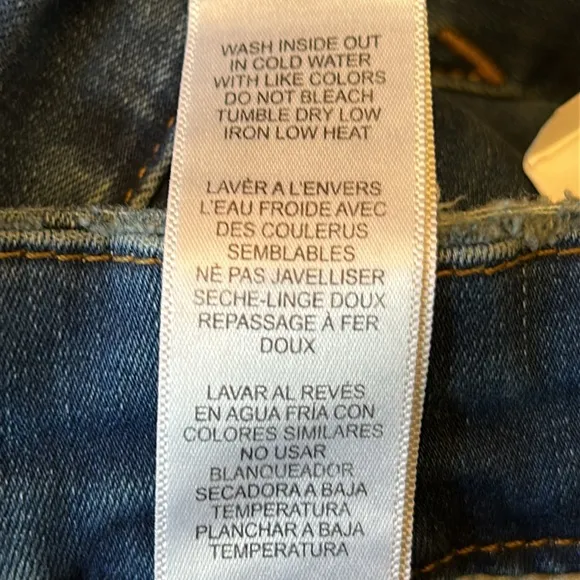 WASH INSIDE OUT
IN COLD WATER
WITH LIKE COLORS
DO NOT BLEACH
TUMBLE DRY LOW
IRON LOW HEAT
LAVÈR A L'ENVERS
L'EAU FROIDE AVEC
DES COULERUS
SEMBLABLES
NÈ PAS JAVELLISER
SECHE-LINGE DOUX
REPASSAGE À FER
DOUX
LAVAR AL REVÉS
EN AGUA FRÍA CON
COLORES SIMILARES
NO USAR
BLANQUEADOR
SECADORA A BAJA
TEMPERATURA
PLANCHAR A BAJA
TEMPERATURA